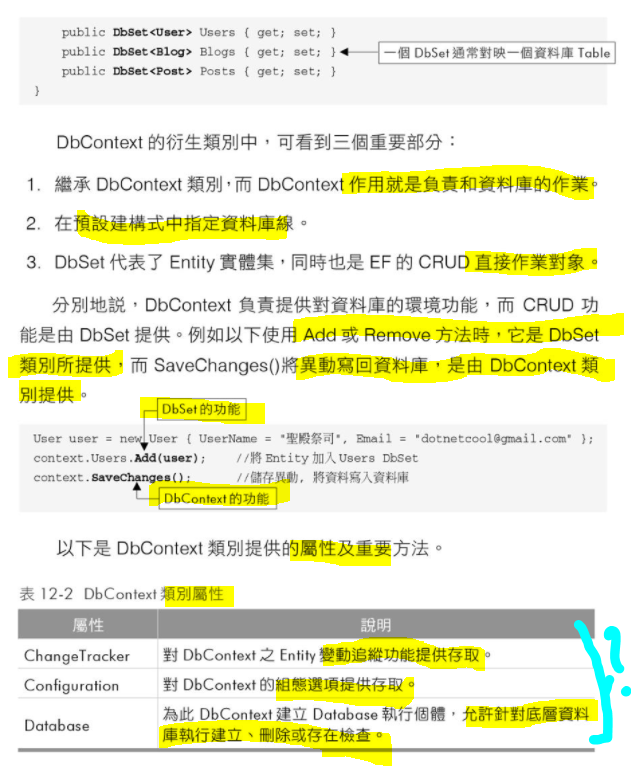 public DbSet<User> Users { get; set; }
public DbSet<Blog> Blogs { get; set; }
一個 DbSet 通常對映一個資料庫 Table
public DbSet<Post> Posts { get; set; }
}
DbContext 的衍生類別中，可看到三個重要部分：
1. 繼承 DbContext 類別，而 DbContext 作用就是負責和資料庫的作業。
2. 在預設建構式中指定資料庫線。
3. DbSet 代表了 Entity 實體集，同時也是 EF 的 CRUD 直接作業對象。
分別地説，DbContext 負責提供對資料庫的環境功能，而 CRUD 功
能是由 DbSet 提供。例如以下使用 Add 或 Remove 方法時，它是 DbSet
類別所提供，而 SaveChanges()將異動寫回資料庫，是由 DbContext 類
別提供。
DbSet 的功能
User user = new User { UserName = "聖殿祭司", Email = "dotnetcool@gmail.com" };
context.Users.Add(user); //將 Entity 加入 Users DbSet
context.SaveChanges(); //儲存異動, 將資料寫入資料庫
DbContext 的功能
以下是 DbContext 類別提供的屬性及重要方法。
表 12-2 DbContext 類別屬性
屬性 說明
ChangeTracker 對 DbContext 之 Entity 變動追縱功能提供存取。
Configuration 對 DbContext 的組態選項提供存取。
Database 為此 DbContext 建立 Database 執行個體，允許針對底層資料
庫執行建立、刪除或存在檢查。
?
!.